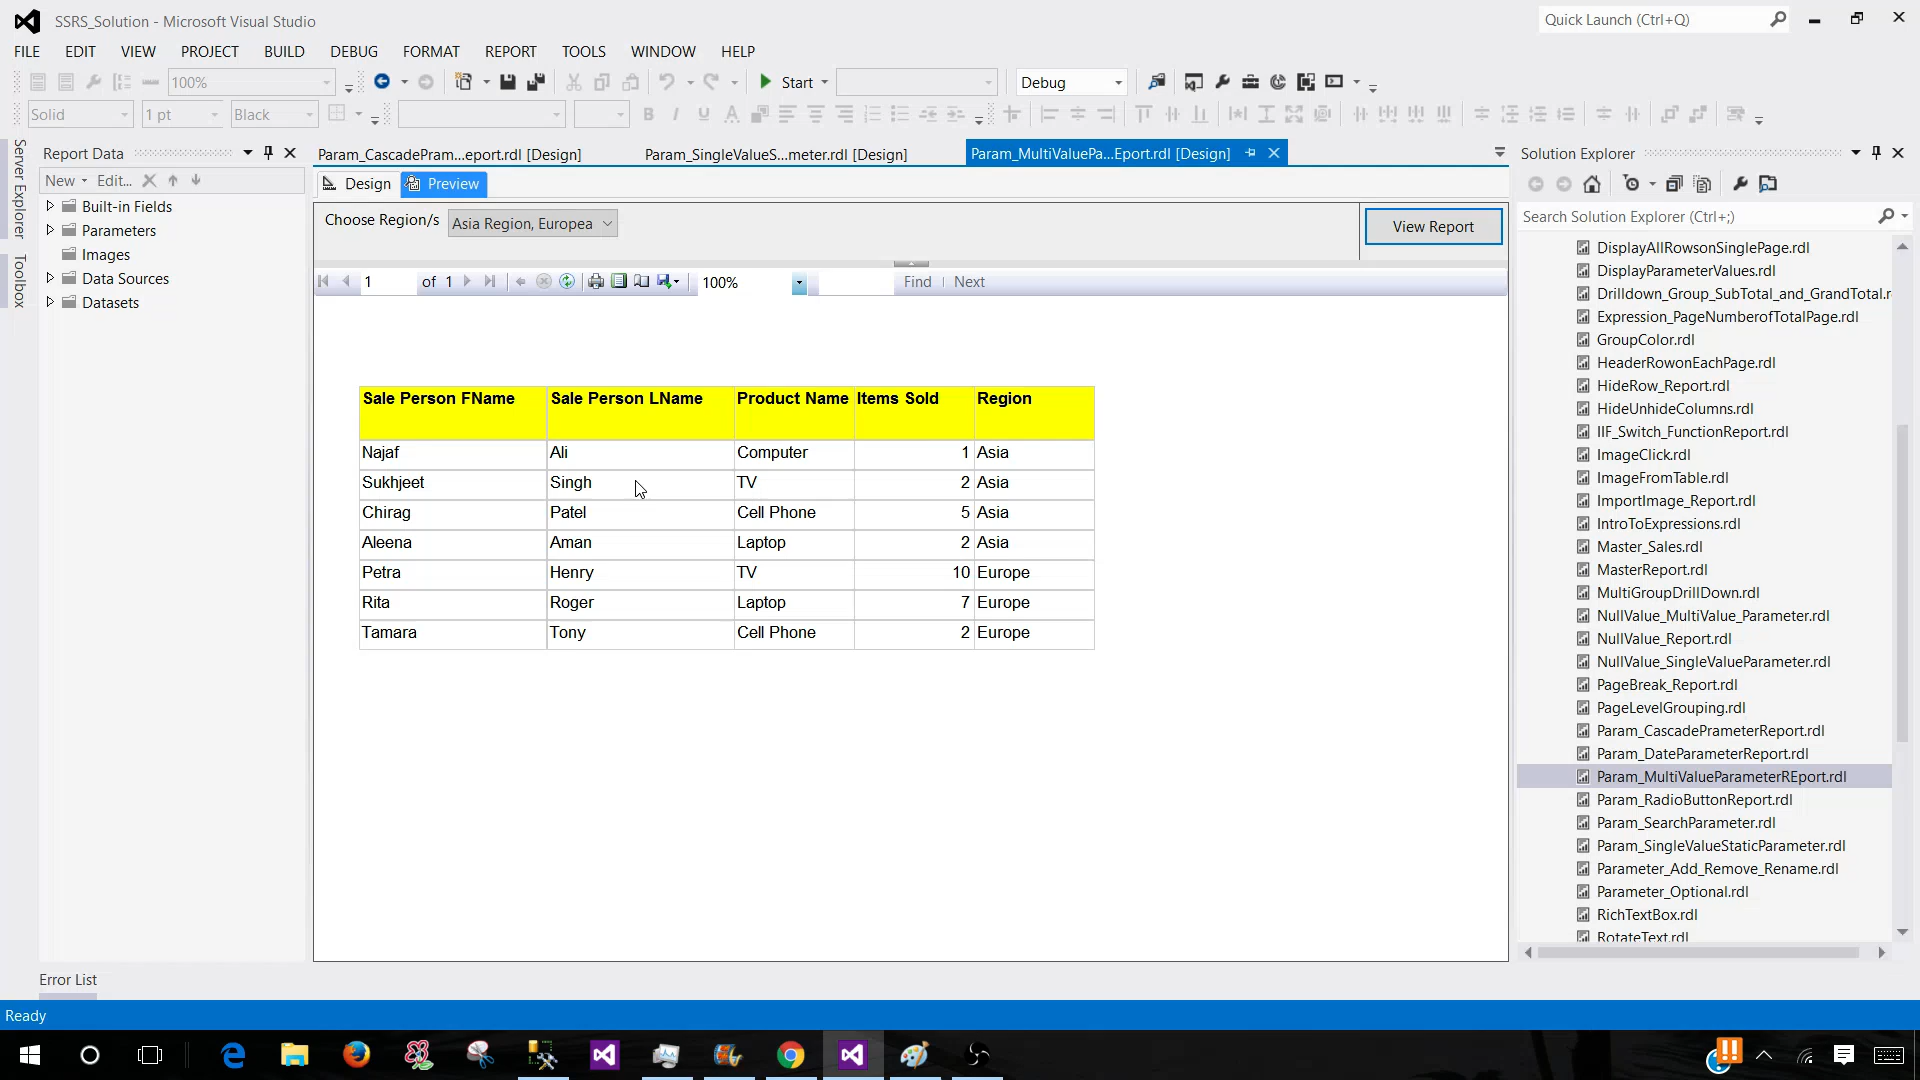 SSRS_Solution - Microsoft Visual Studio
Quick Launch (Ctrl+Q)
FILE EDIT VIEW PROJECT BUILD DEBUG FORMAT REPORT TOOLS WINDOW HELP
100% Start Debug
Solid 1 pt Black B I U A
Server Explorer
Toolbox
Report Data
New Edit...
Built-in Fields
Parameters
Images
Data Sources
Datasets
Param_CascadePram...eport.rdl [Design] Param_SingleValueS...meter.rdl [Design] Param_MultiValuePa...Eport.rdl [Design]
Design Preview
Choose Region/s Asia Region, Europea View Report
1 of 1 100% Find | Next
Sale Person FName Sale Person LName Product Name Items Sold Region
Najaf Ali Computer 1 Asia
Sukhjeet Singh TV 2 Asia
Chirag Patel Cell Phone 5 Asia
Aleena Aman Laptop 2 Asia
Petra Henry TV 10 Europe
Rita Roger Laptop 7 Europe
Tamara Tony Cell Phone 2 Europe
Solution Explorer
Search Solution Explorer (Ctrl+;)
DisplayAllRowsonSinglePage.rdl
DisplayParameterValues.rdl
Drilldown_Group_SubTotal_and_GrandTotal.r
Expression_PageNumberofTotalPage.rdl
GroupColor.rdl
HeaderRowonEachPage.rdl
HideRow_Report.rdl
HideUnhideColumns.rdl
IIF_Switch_FunctionReport.rdl
ImageClick.rdl
ImageFromTable.rdl
ImportImage_Report.rdl
IntroToExpressions.rdl
Master_Sales.rdl
MasterReport.rdl
MultiGroupDrillDown.rdl
NullValue_MultiValue_Parameter.rdl
NullValue_Report.rdl
NullValue_SingleValueParameter.rdl
PageBreak_Report.rdl
PageLevelGrouping.rdl
Param_CascadePrameterReport.rdl
Param_DateParameterReport.rdl
Param_MultiValueParameterREport.rdl
Param_RadioButtonReport.rdl
Param_SearchParameter.rdl
Param_SingleValueStaticParameter.rdl
Parameter_Add_Remove_Rename.rdl
Parameter_Optional.rdl
RichTextBox.rdl
RotateText.rdl
Error List
Ready